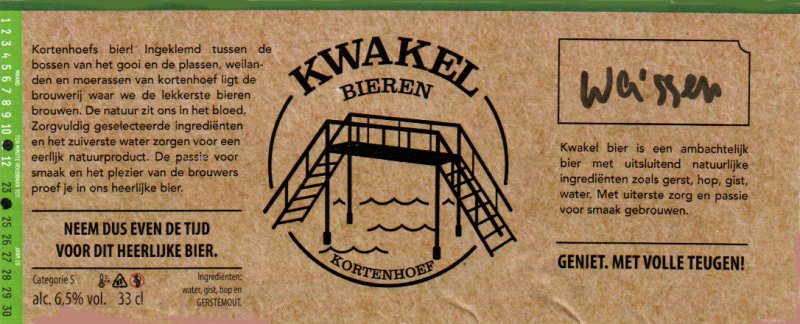 1 2 3 4 5 6 7 8 9 10 12
MAAND
TEN MINSTE HOUDBAAR TOT:
23 25 26 27 28 29 30
JAAR 20
Kortenhoefs bier! Ingeklemd tussen de
bossen van het gooi en de plassen, weilan-
den en moerassen van kortenhoef ligt de
brouwerij waar we de lekkerste bieren
brouwen. De natuur zit ons in het bloed.
Zorgvuldig geselecteerde ingrediënten
en het zuiverste water zorgen voor een
eerlijk natuurproduct. De passie voor
smaak en het plezier van de brouwers
proef je in ons heerlijke bier.
NEEM DUS EVEN DE TIJD
VOOR DIT HEERLIJKE BIER.
Categorie S
alc. 6,5% vol. 33 cl
Ingrediënten:
water, gist, hop en
GERSTEMOUT.
KWAKEL
BIEREN
KORTENHOEF
Weissen
Kwakel bier is een ambachtelijk
bier met uitsluitend natuurlijke
ingrediënten zoals gerst, hop, gist,
water. Met uiterste zorg en passie
voor smaak gebrouwen.
GENIET. MET VOLLE TEUGEN!